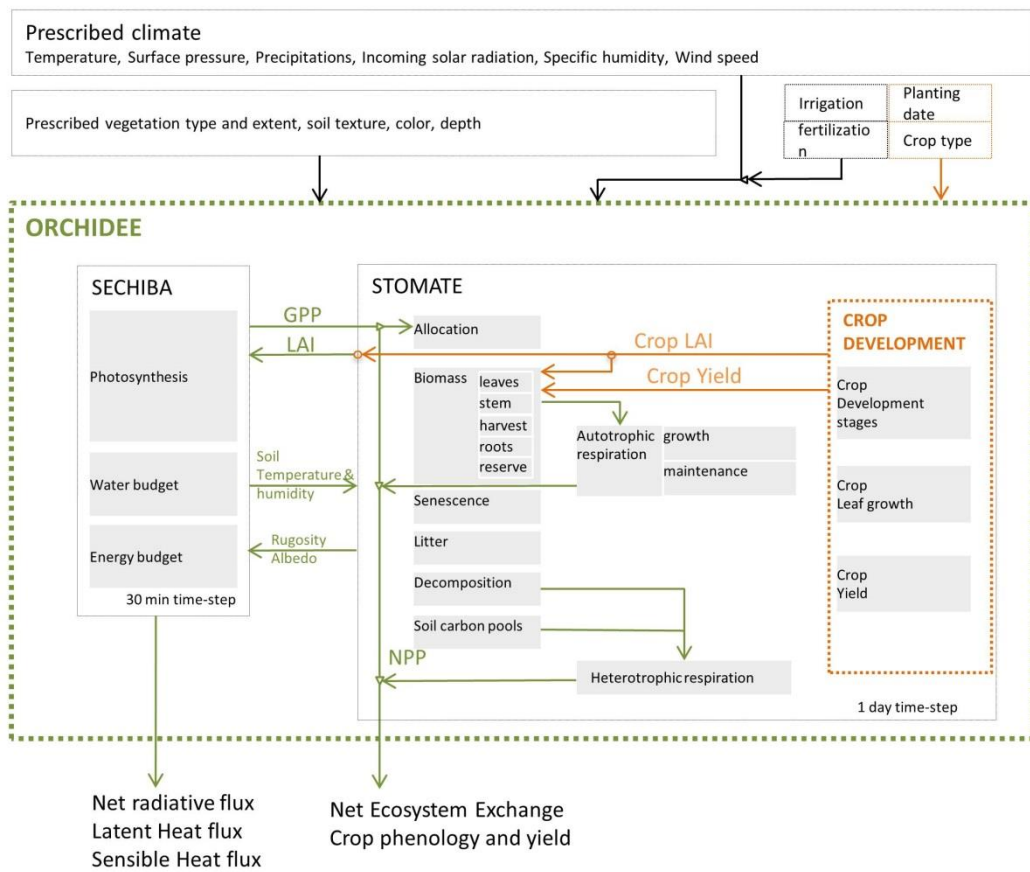 Prescribed climate
Temperature, Surface pressure, Precipitations, Incoming solar radiation, Specific humidity, Wind speed
Prescribed vegetation type and extent, soil texture, color, depth
Irrigation
Planting
date
fertilizatio
n
Crop type
ORCHIDEE
SECHIBA
Photosynthesis
Water budget
Energy budget
30 min time-step
GPP
LAI
Soil
Temperature &
humidity
Rugosity
Albedo
STOMATE
Allocation
Biomass
leaves
stem
harvest
roots
reserve
Senescence
Litter
Decomposition
Soil carbon pools
NPP
Crop LAI
Crop Yield
Autotrophic
respiration
growth
maintenance
Heterotrophic respiration
CROP
DEVELOPMENT
Crop
Development
stages
Crop
Leaf growth
Crop
Yield
1 day time-step
Net radiative flux
Latent Heat flux
Sensible Heat flux
Net Ecosystem Exchange
Crop phenology and yield